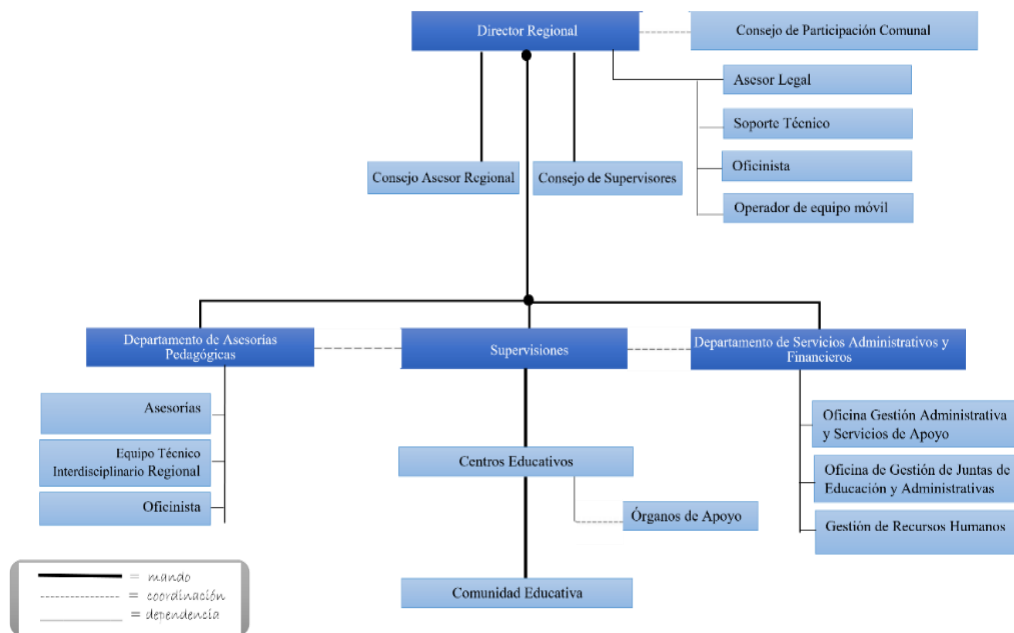 Director Regional
Consejo de Participación Comunal
Asesor Legal
Soporte Técnico
Oficinista
Operador de equipo móvil
Consejo Asesor Regional
Consejo de Supervisores
Departamento de Asesorías
Pedagógicas
Supervisiones
Departamento de Servicios Administrativos y
Financieros
Asesorías
Equipo Técnico
Interdisciplinario Regional
Oficinista
Centros Educativos
Órganos de Apoyo
Comunidad Educativa
Oficina Gestión Administrativa
y Servicios de Apoyo
Oficina de Gestión de Juntas de
Educación y Administrativas
Gestión de Recursos Humanos
= mando
= coordinación
= dependencia